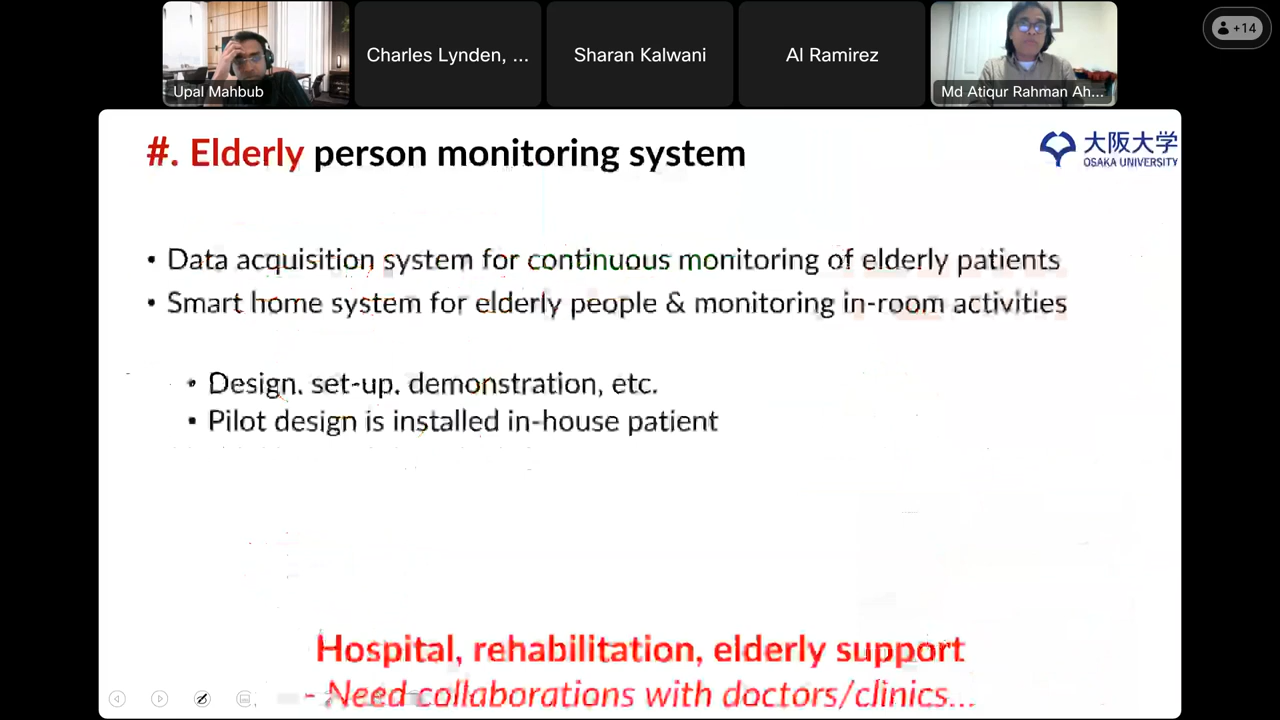 Charles Lynden, ...
Sharan Kalwani
Al Ramirez
+14
Upal Mahbub
Md Atiqur Rahman Ah...
#. Elderly person monitoring system
大阪大学
OSAKA UNIVERSITY
• Data acquisition system for continuous monitoring of elderly patients
• Smart home system for elderly people & monitoring in-room activities
• Design, set-up, demonstration, etc.
• Pilot design is installed in-house patient
Hospital, rehabilitation, elderly support
- Need collaborations with doctors/clinics...